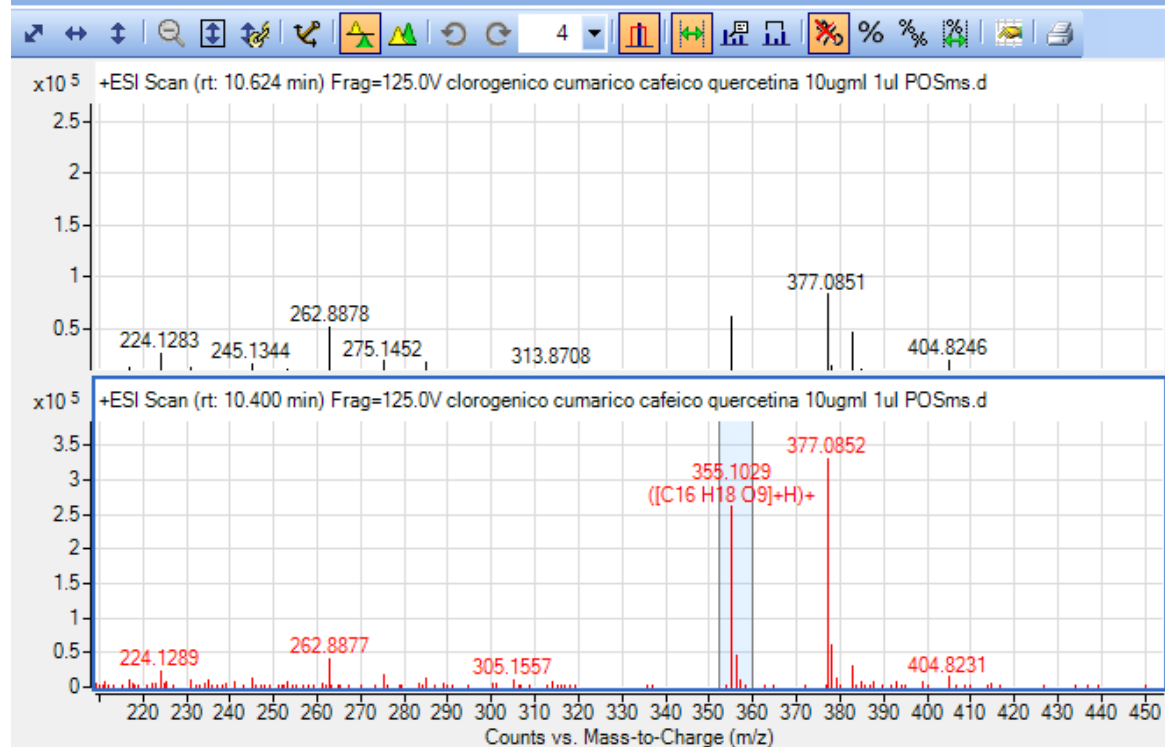 4
% %% %
x10 5 +ESI Scan (rt: 10.624 min) Frag=125.0V clorogenico cumarico cafeico quercetina 10ugml 1ul POSms.d
2.5
2
1.5
1
0.5
224.1283 245.1344 262.8878 275.1452 313.8708 377.0851 404.8246
x10 5 +ESI Scan (rt: 10.400 min) Frag=125.0V clorogenico cumarico cafeico quercetina 10ugml 1ul POSms.d
3.5
3
2.5
2
1.5
1
0.5
0
377.0852
355.1029
([C16 H18 O9]+H)+
224.1289 262.8877 305.1557 404.8231
220 230 240 250 260 270 280 290 300 310 320 330 340 350 360 370 380 390 400 410 420 430 440 450
Counts vs. Mass-to-Charge (m/z)